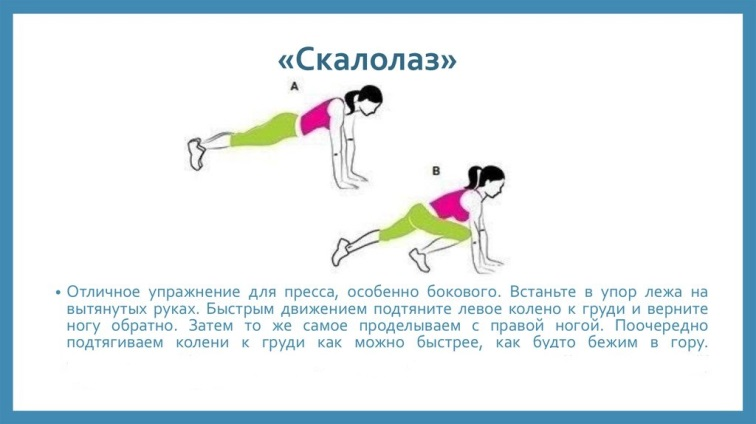 «Скалолаз»
A
B
• Отличное упражнение для пресса, особенно бокового. Встаньте в упор лежа на
вытянутых руках. Быстрым движением подтяните левое колено к груди и верните
ногу обратно. Затем то же самое проделываем с правой ногой. Поочередно
подтягиваем колени к груди как можно быстрее, как будто бежим в гору.